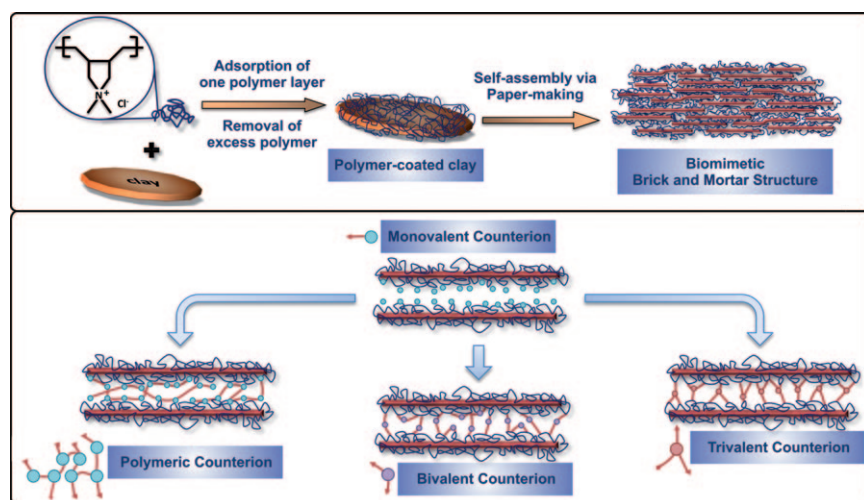 N+
Cl-
+
clay
Adsorption of
one polymer layer
Removal of
excess polymer
Polymer-coated clay
Self-assembly via
Paper-making
Biomimetic
Brick and Mortar Structure
Monovalent Counterion
Polymeric Counterion
Bivalent Counterion
Trivalent Counterion